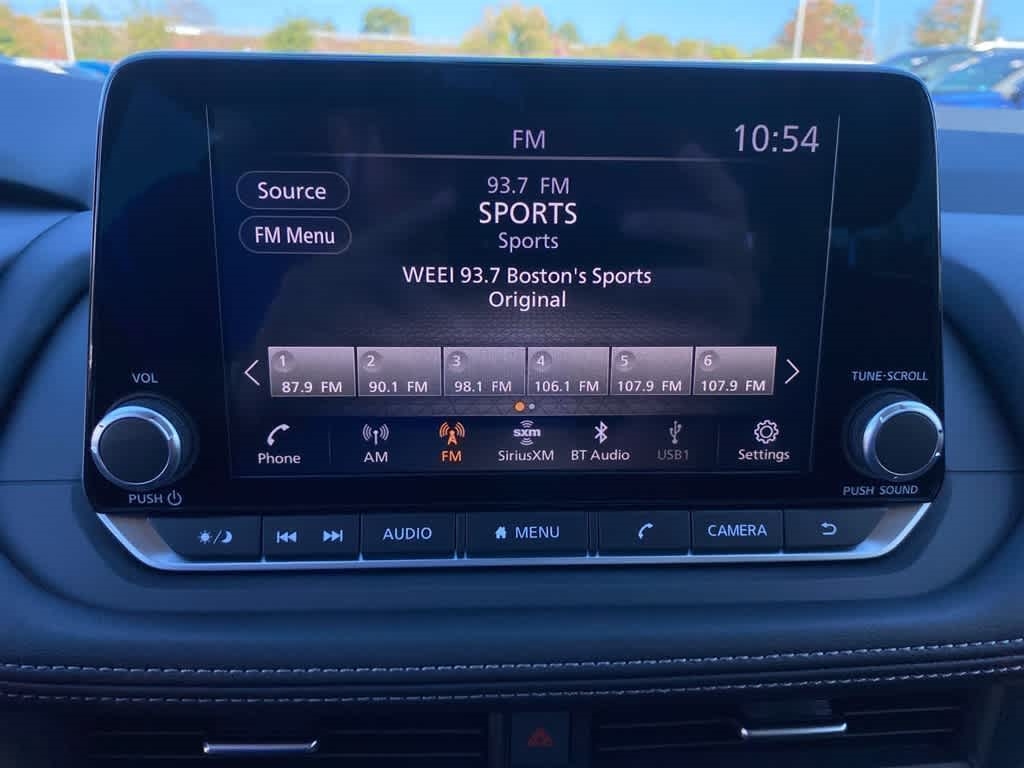 FM
10:54
Source
FM Menu
93.7 FM
SPORTS
Sports
WEEI 93.7 Boston's Sports
Original
1 2 3 4 5 6
87.9 FM 90.1 FM 98.1 FM 106.1 FM 107.9 FM 107.9 FM
sxm
Phone AM FM SiriusXM BT Audio USB1 Settings
VOL
TUNE·SCROLL
PUSH
PUSH SOUND
AUDIO MENU CAMERA